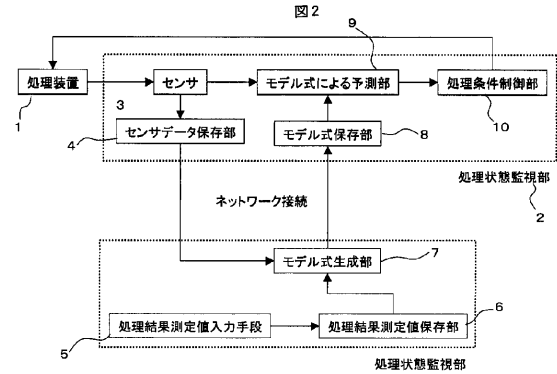 図2
9
処理装置
センサ
モデル式による予測部
処理条件制御部
1
3
10
4
センサデータ保存部
モデル式保存部
8
処理状態監視部
2
ネットワーク接続
モデル式生成部
7
処理結果測定値入力手段
処理結果測定値保存部
6
5
処理状態監視部